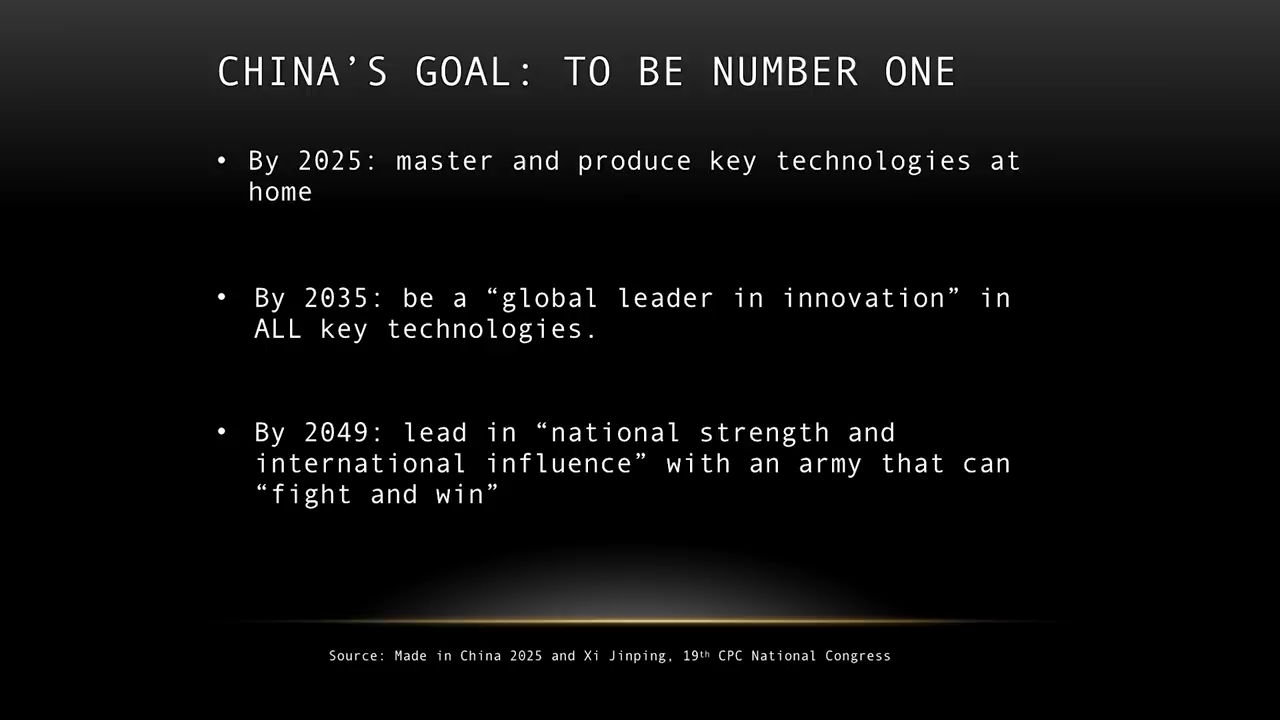 CHINA’S GOAL: TO BE NUMBER ONE
• By 2025: master and produce key technologies at
home
• By 2035: be a “global leader in innovation” in
ALL key technologies.
• By 2049: lead in “national strength and
international influence” with an army that can
“fight and win”
Source: Made in China 2025 and Xi Jinping, 19th CPC National Congress